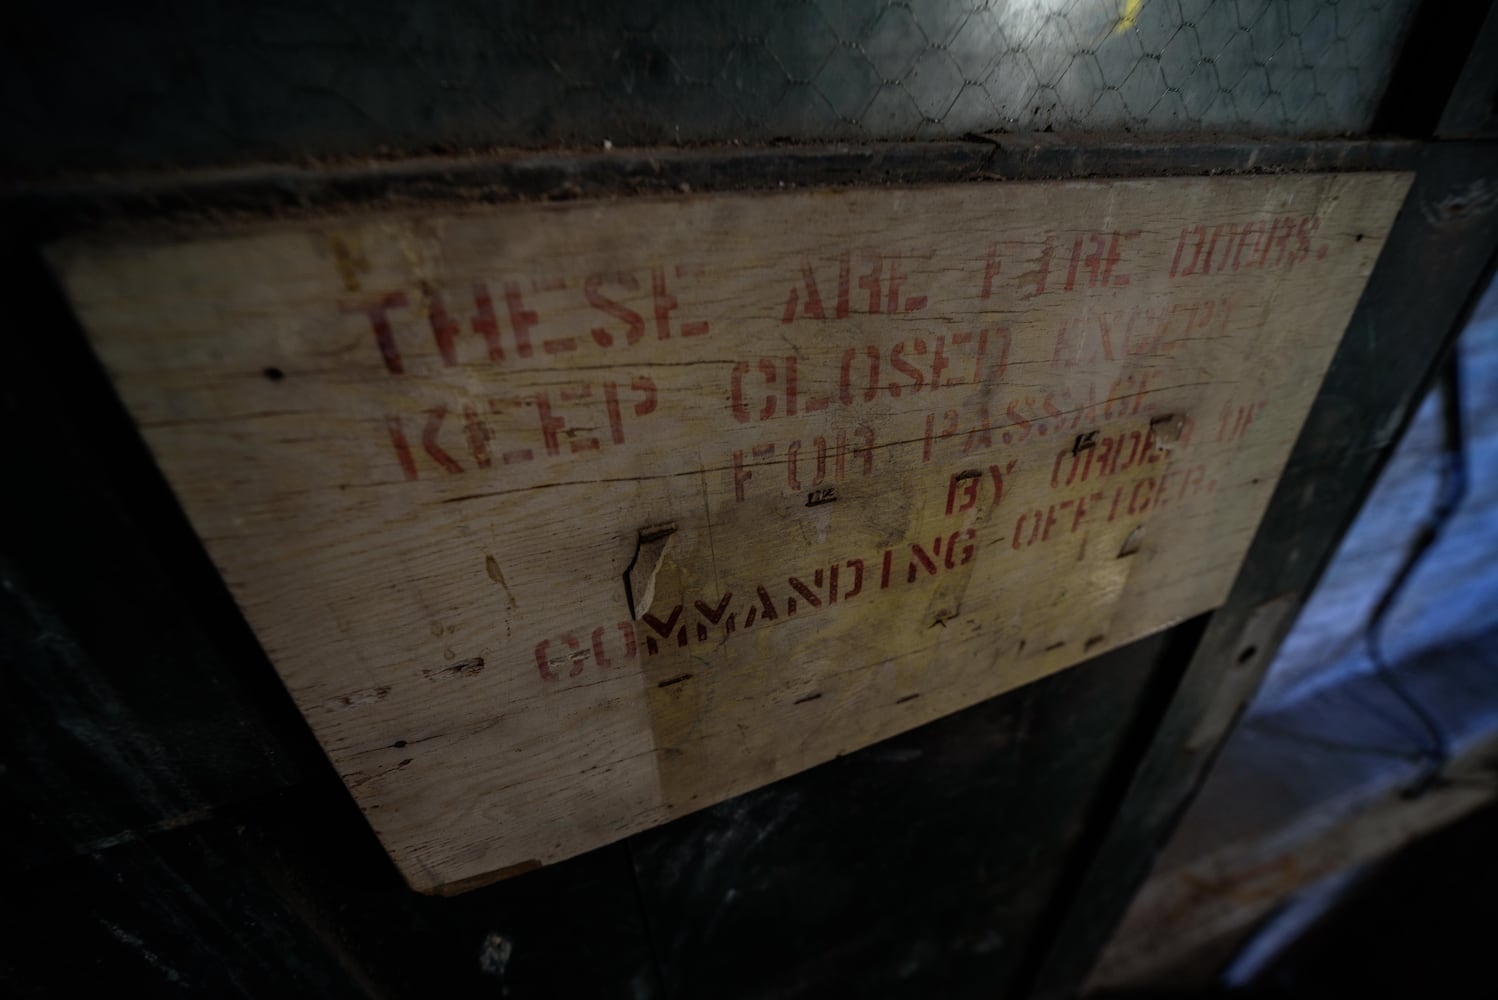 THESE ARE FIRE DOORS.
KEEP CLOSED EXCEPT
FOR PASSAGE
BY ORDER OF
COMMANDING OFFICER.